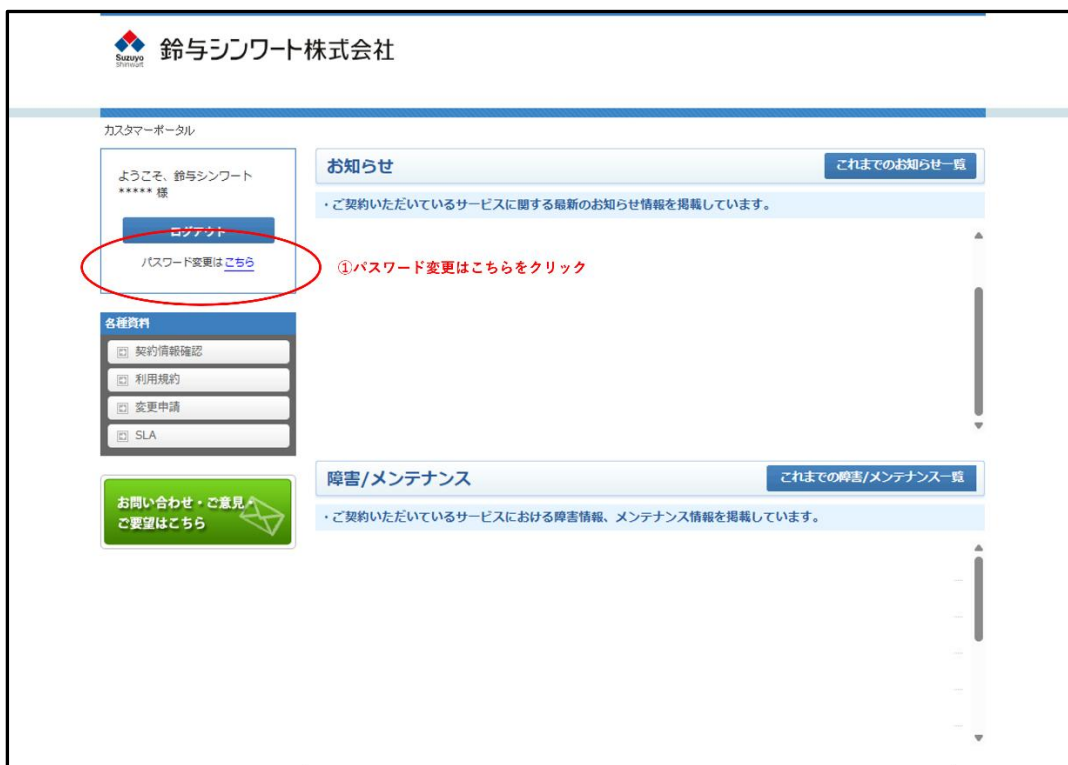 Suzuyo
Shinwart
鈴与シンワート株式会社
カスタマーポータル
ようこそ、鈴与シンワート
***** 様
ログアウト
パスワード変更はこちら
①パスワード変更はこちらをクリック
お知らせ
これまでのお知らせ一覧
・ご契約いただいているサービスに関する最新のお知らせ情報を掲載しています。
各種資料
契約情報確認
利用規約
変更申請
SLA
お問い合わせ・ご意見・
ご要望はこちら
障害/メンテナンス
これまでの障害/メンテナンス一覧
・ご契約いただいているサービスにおける障害情報、メンテナンス情報を掲載しています。